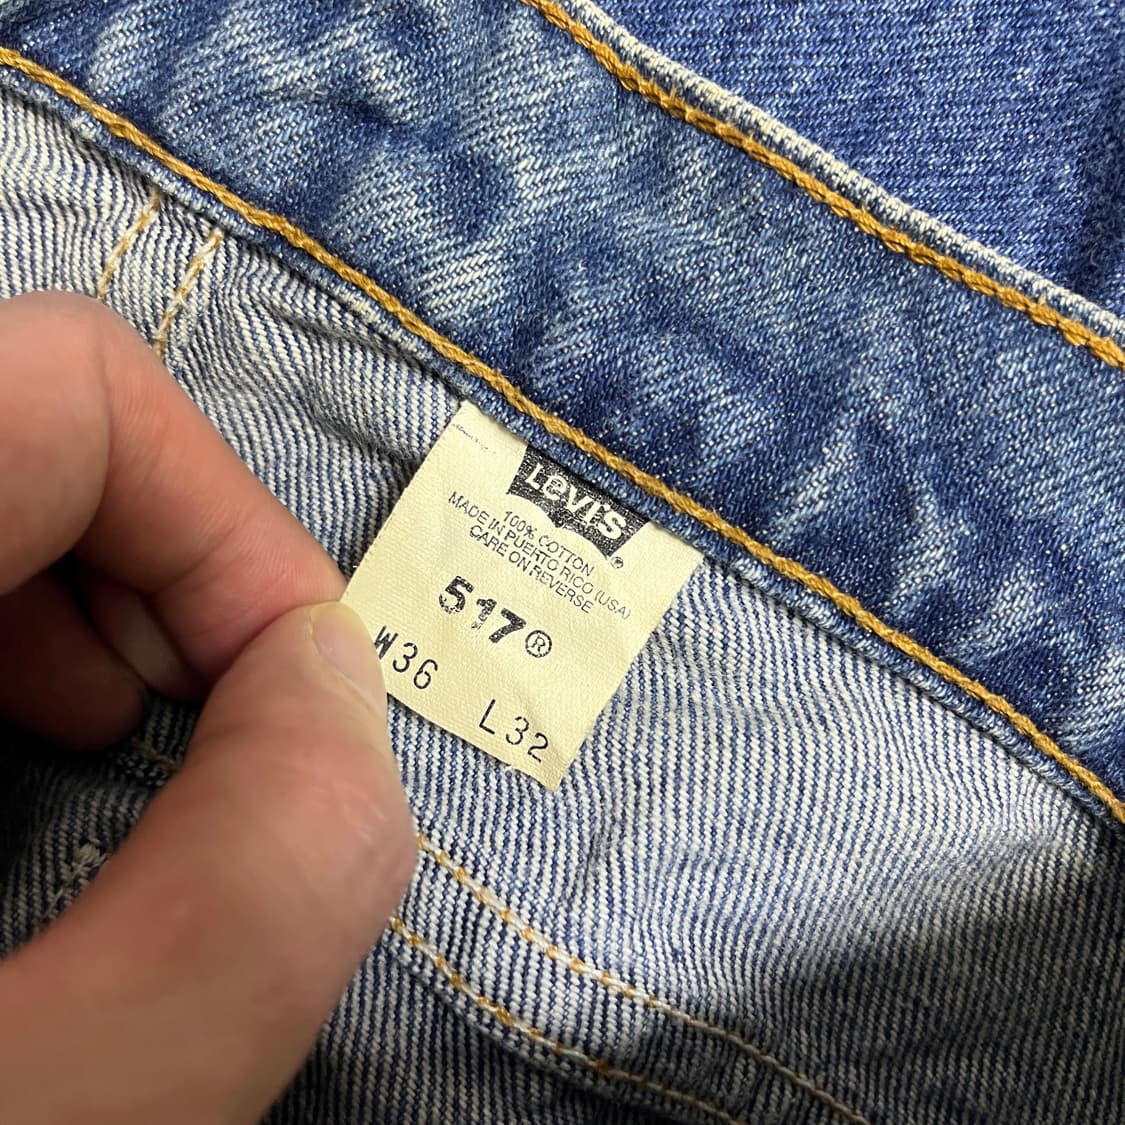 Levi's®
100% COTTON
MADE IN PUERTO RICO (USA)
CARE ON REVERSE
517®
W36
L32